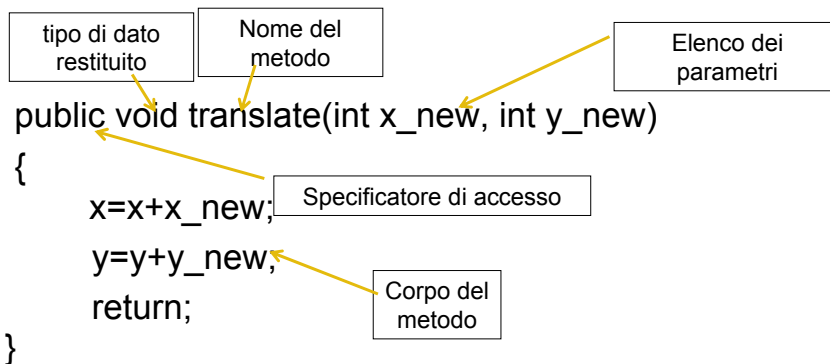 tipo di dato
restituito
Nome del
metodo
Elenco dei
parametri
public void translate(int x_new, int y_new)
{
Specificatore di accesso
x=x+x_new;
y=y+y_new;
Corpo del
metodo
return;
}